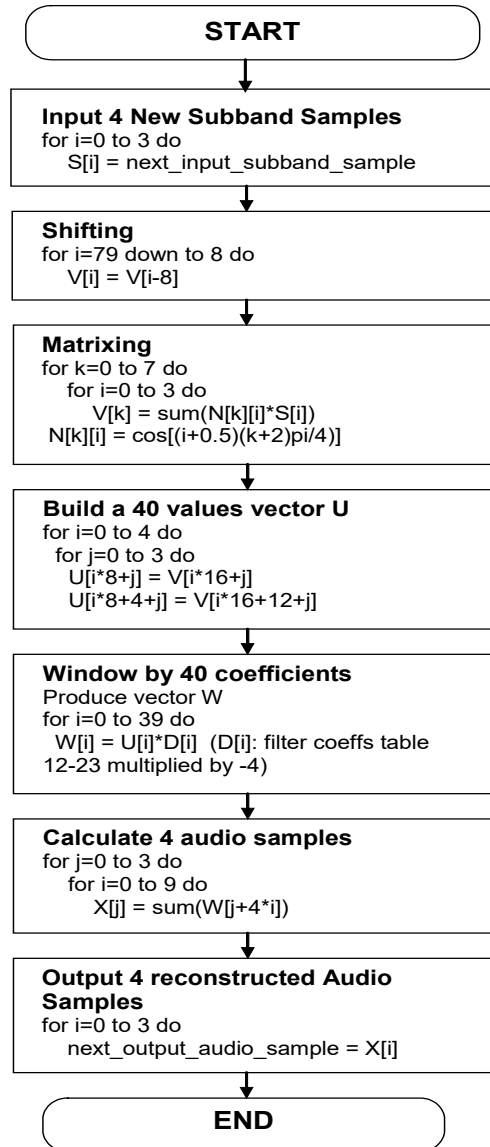 START
Input 4 New Subband Samples
for i=0 to 3 do
S[i] = next_input_subband_sample
Shifting
for i=79 down to 8 do
V[i] = V[i-8]
Matrixing
for k=0 to 7 do
for i=0 to 3 do
V[k] = sum(N[k][i]*S[i])
N[k][i] = cos[(i+0.5)(k+2)pi/4)]
Build a 40 values vector U
for i=0 to 4 do
for j=0 to 3 do
U[i*8+j] = V[i*16+j]
U[i*8+4+j] = V[i*16+12+j]
Window by 40 coefficients
Produce vector W
for i=0 to 39 do
W[i] = U[i]*D[i] (D[i]: filter coeffs table
12-23 multiplied by -4)
Calculate 4 audio samples
for j=0 to 3 do
for i=0 to 9 do
X[j] = sum(W[j+4*i])
Output 4 reconstructed Audio
Samples
for i=0 to 3 do
next_output_audio_sample = X[i]
END